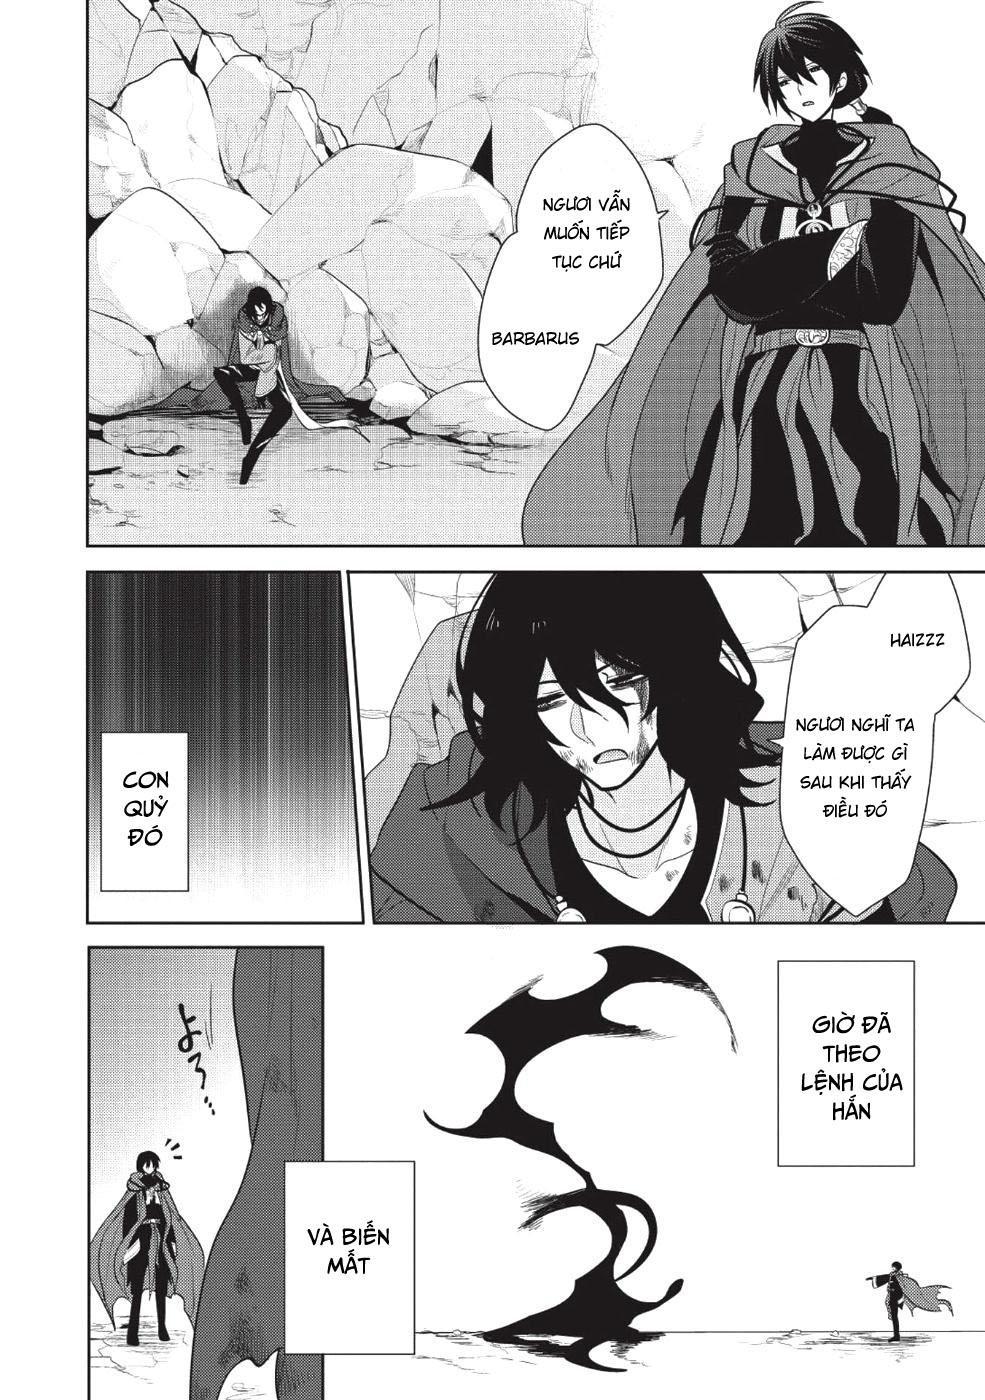 NGƯƠI VẪN
MUỐN TIẾP
TỤC CHỨ
BARBARUS
HAIZZZ
NGƯƠI NGHĨ TA
LÀM ĐƯỢC GÌ
SAU KHI THẤY
ĐIỀU ĐÓ
CON
QUỶ
ĐÓ
GIỜ ĐÃ
THEO
LỆNH CỦA
HẮN
VÀ BIẾN
MẤT
よろ…